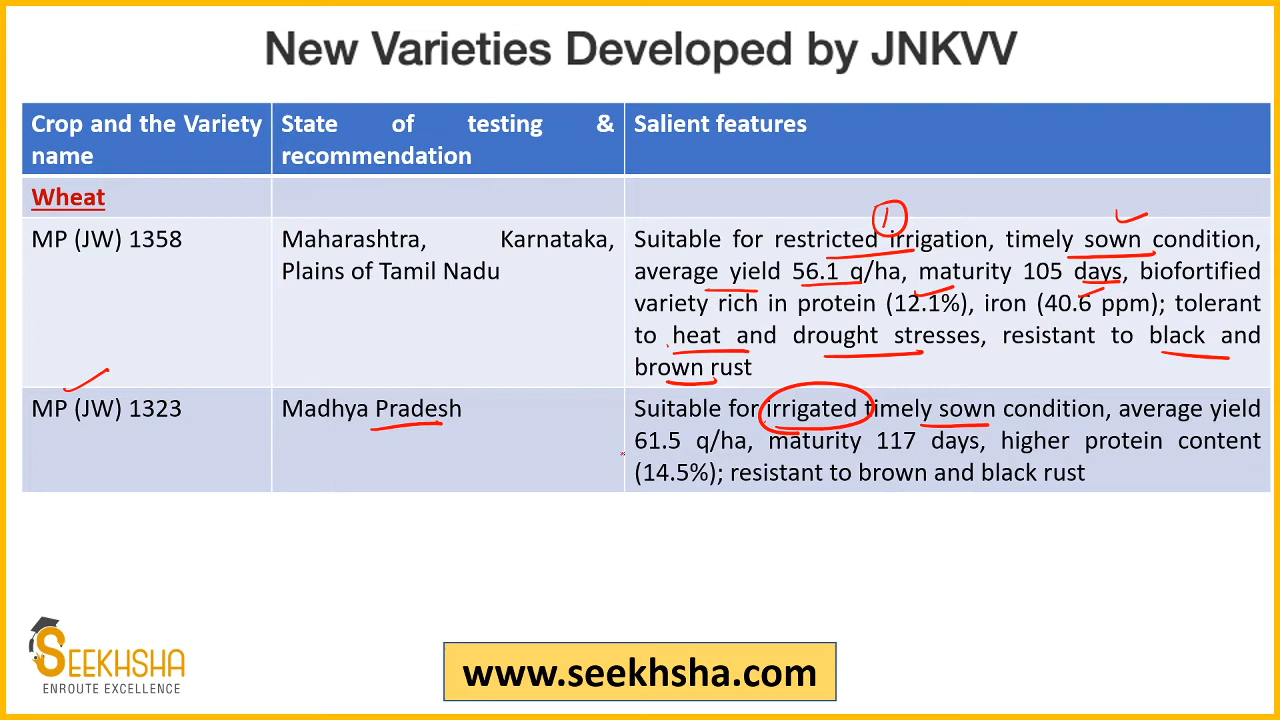 New Varieties Developed by JNKVV
Crop and the Variety
name
State of testing &
recommendation
Salient features
Wheat
MP (JW) 1358
Maharashtra, Karnataka,
Plains of Tamil Nadu
1
Suitable for restricted irrigation, timely sown condition,
average yield 56.1 q/ha, maturity 105 days, biofortified
variety rich in protein (12.1%), iron (40.6 ppm); tolerant
to heat and drought stresses, resistant to black and
brown rust
MP (JW) 1323
Madhya Pradesh
Suitable for irrigated timely sown condition, average yield
61.5 q/ha, maturity 117 days, higher protein content
(14.5%); resistant to brown and black rust
SEEKHSHA
ENROUTE EXCELLENCE
www.seekhsha.com